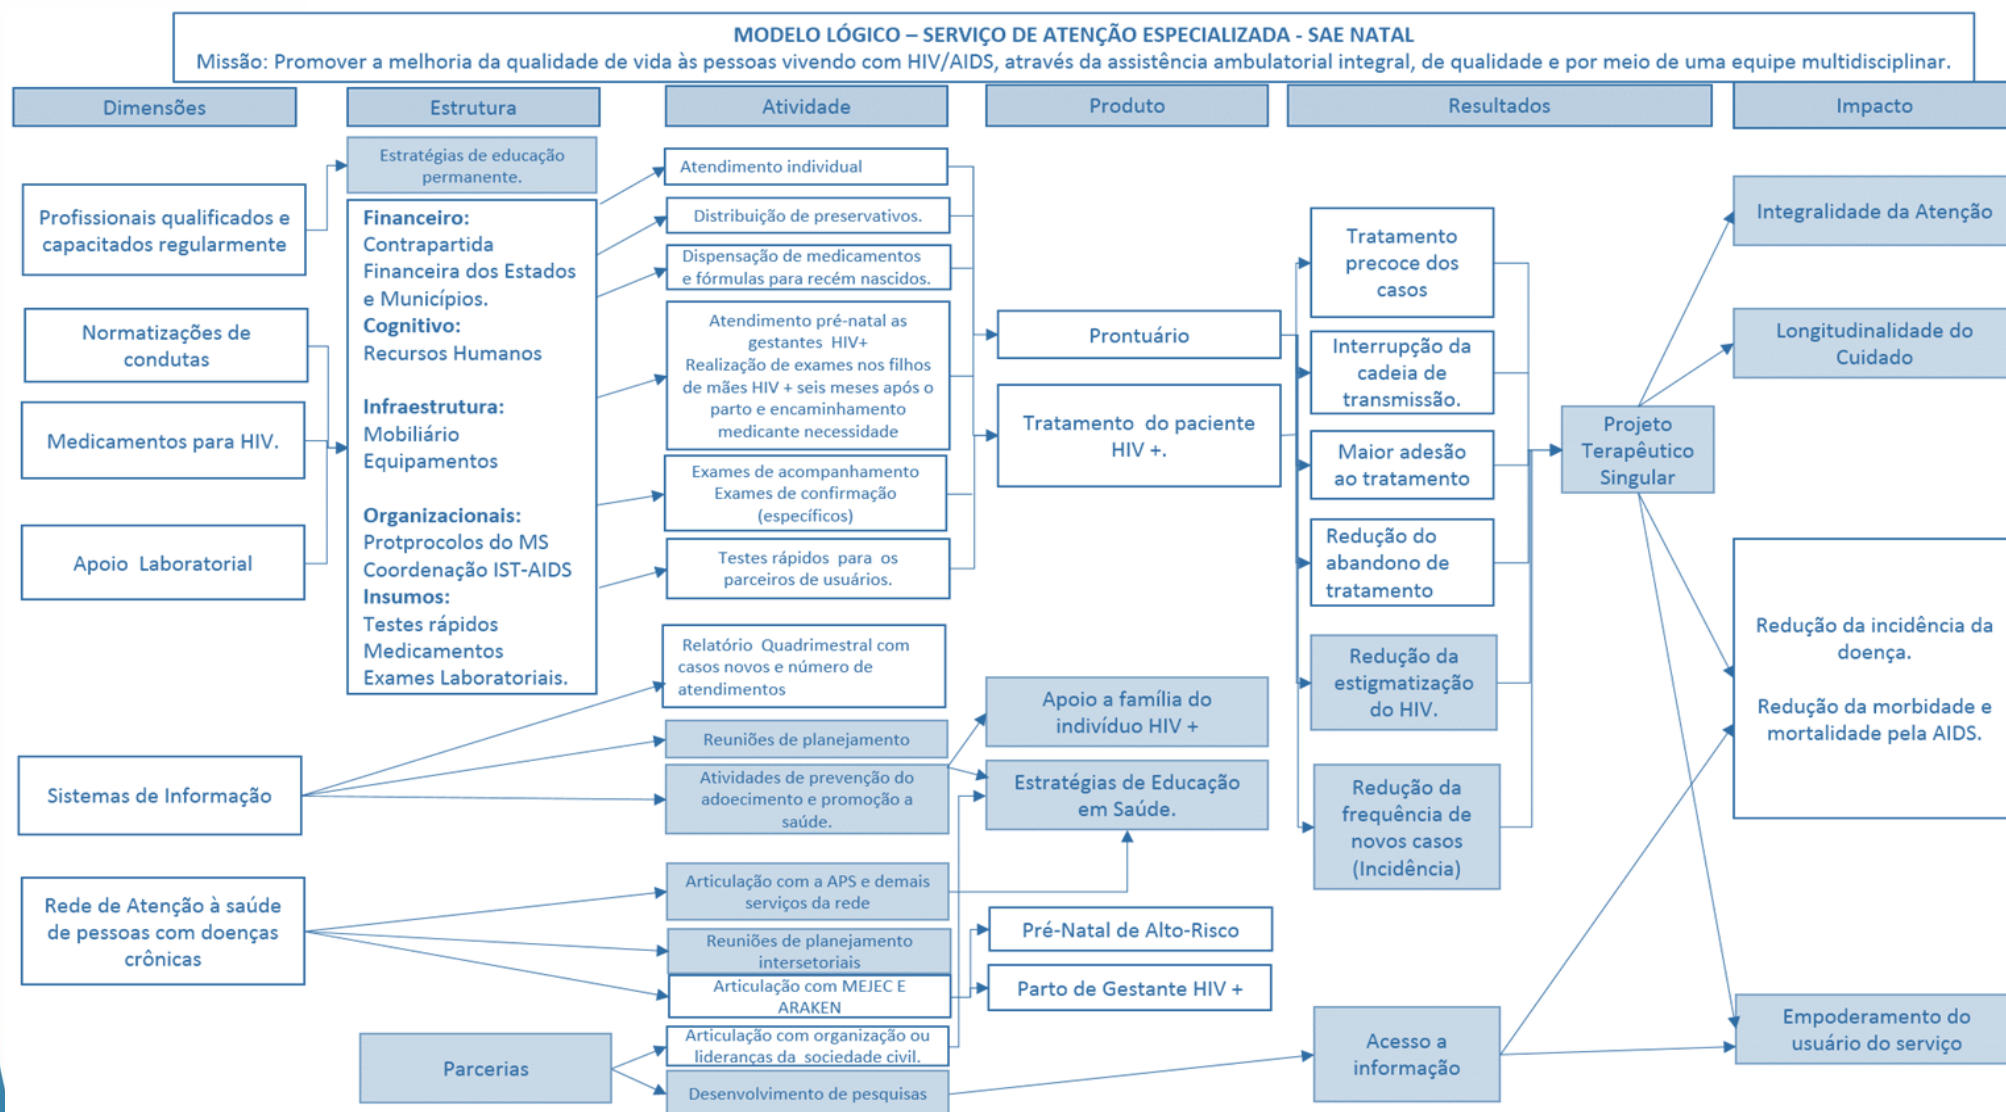 MODELO LÓGICO – SERVIÇO DE ATENÇÃO ESPECIALIZADA - SAE NATAL
Missão: Promover a melhoria da qualidade de vida às pessoas vivendo com HIV/AIDS, através da assistência ambulatorial integral, de qualidade e por meio de uma equipe multidisciplinar.
Dimensões
Estrutura
Atividade
Produto
Resultados
Impacto
Profissionais qualificados e
capacitados regularmente
Normatizações de
condutas
Medicamentos para HIV.
Apoio Laboratorial
Sistemas de Informação
Rede de Atenção à saúde
de pessoas com doenças
crônicas
Estratégias de educação
permanente.
Financeiro:
Contrapartida
Financeira dos Estados
e Municípios.
Cognitivo:
Recursos Humanos
Infraestrutura:
Mobiliário
Equipamentos
Organizacionais:
Protprocolos do MS
Coordenação IST-AIDS
Insumos:
Testes rápidos
Medicamentos
Exames Laboratoriais.
Parcerias
Atendimento individual
Distribuição de preservativos.
Dispensação de medicamentos
e fórmulas para recém nascidos.
Atendimento pré-natal as
gestantes HIV+
Realização de exames nos filhos
de mães HIV + seis meses após o
parto e encaminhamento
medicante necessidade
Exames de acompanhamento
Exames de confirmação
(específicos)
Testes rápidos para os
parceiros de usuários.
Relatório Quadrimestral com
casos novos e número de
atendimentos
Reuniões de planejamento
Atividades de prevenção do
adoecimento e promoção a
saúde.
Articulação com a APS e demais
serviços da rede
Reuniões de planejamento
intersetoriais
Articulação com MEJEC E
ARAKEN
Articulação com organização ou
lideranças da sociedade civil.
Desenvolvimento de pesquisas
Prontuário
Tratamento do paciente
HIV +.
Apoio a família do
indivíduo HIV +
Estratégias de Educação
em Saúde.
Pré-Natal de Alto-Risco
Parto de Gestante HIV +
Tratamento
precoce dos
casos
Interrupção da
cadeia de
transmissão.
Maior adesão
ao tratamento
Redução do
abandono de
tratamento
Redução da
estigmatização
do HIV.
Redução da
frequência de
novos casos
(Incidência)
Acesso a
informação
Projeto
Terapêutico
Singular
Integralidade da Atenção
Longitudinalidade do
Cuidado
Redução da incidência da
doença.
Redução da morbidade e
mortalidade pela AIDS.
Empoderamento do
usuário do serviço